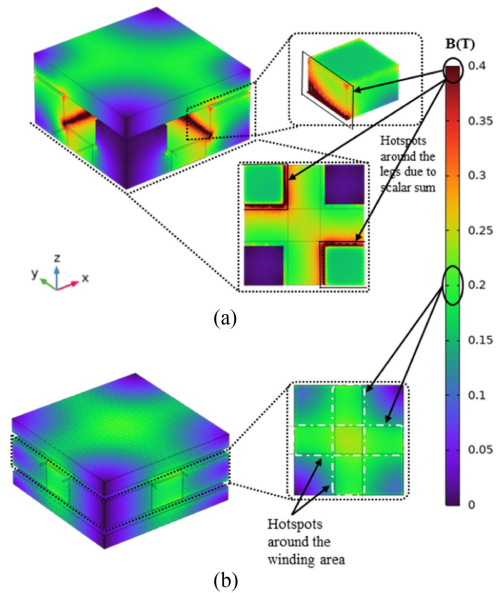 B(T)
0.4
0.35
0.3
0.25
0.2
0.15
0.1
0.05
0
Hotspots
around the
legs due to
scalar sum
z
y
x
(a)
Hotspots
around the
winding area
(b)